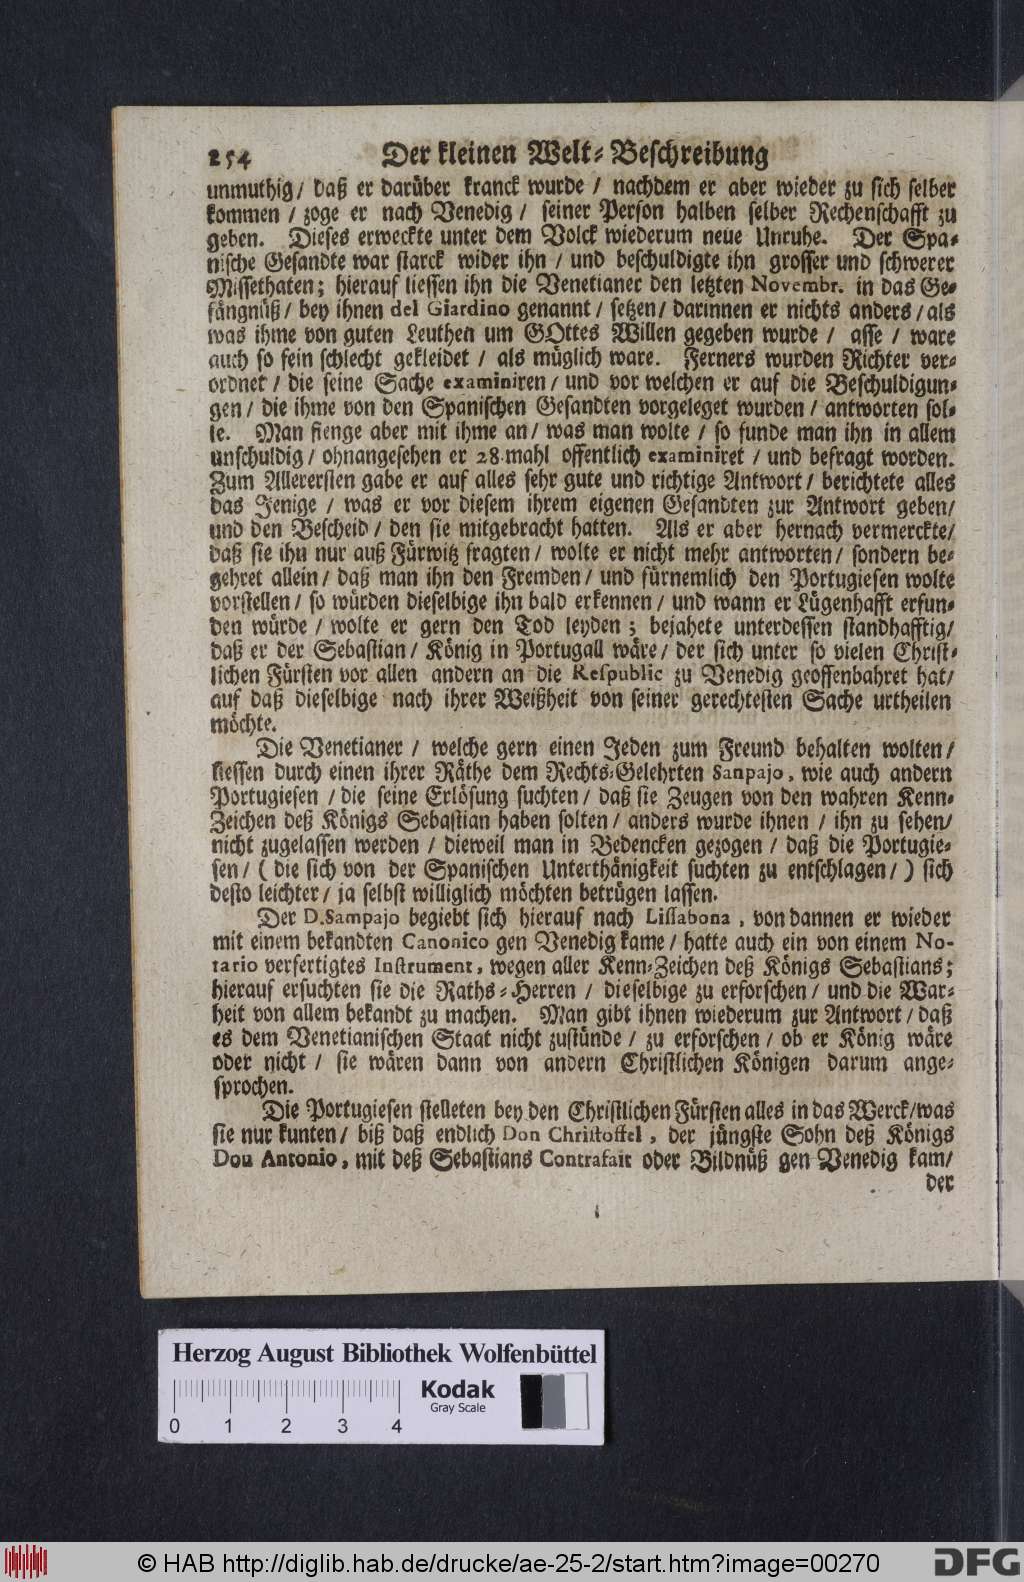 254 Der kleinen Welt-Beschreibung
unmuthig / daß er darüber kranck wurde / nachdem er aber wieder zu sich selber
kommen / zoge er nach Venedig / seiner Person halben selber Rechenschafft zu
geben. Dieses erweckte unter dem Volck wiederum neue Unruhe. Der Spa-
nische Gesandte war starck wider ihn / und beschuldigte ihn grosser und schwerer
Missethaten; hierauf liessen ihn die Venetianer den letzten Novembr. in das Ge-
fängnüß / bey ihnen del Giardino genannt / setzen / darinnen er nichts anders / als
was ihme von guten Leuthen um GOttes Willen gegeben wurde / asse / ware
auch so fein schlecht gekleidet / als müglich ware. Ferners wurden Richter ver-
ordnet / die seine Sache examiniren / und vor welchen er auf die Beschuldigun-
gen / die ihme von den Spanischen Gesandten vorgeleget wurden / antworten sol-
te. Man fienge aber mit ihme an / was man wolte / so funde man ihn in allem
unschuldig / ohnangesehen er 28. mahl offentlich examiniret / und befragt worden.
Zum Allerersten gabe er auf alles sehr gute und richtige Antwort / berichtete alles
das Jenige / was er vor diesem ihrem eigenen Gesandten zur Antwort geben /
und den Bescheid / den sie mitgebracht hatten. Als er aber hernach vermerckte /
daß sie ihn nur auß Fürwitz fragten / wolte er nicht mehr antworten / sondern be-
gehret allein / daß man ihn den Fremden / und fürnemlich den Portugiesen wolte
vorstellen / so würden dieselbige ihn bald erkennen / und wann er Lügenhafft erfun-
den würde / wolte er gern den Tod leyden; bejahete unterdessen standhafftig /
daß er der Sebastian / König in Portugall wäre / der sich unter so vielen Christ-
lichen Fürsten vor allen andern an die Respublic zu Venedig geoffenbahret hat /
auf daß dieselbige nach ihrer Weißheit von seiner gerechtesten Sache urtheilen
möchte.
Die Venetianer / welche gern einen Jeden zum Freund behalten wolten /
liessen durch einen ihrer Räthe dem Rechts-Gelehrten Sanpajo, wie auch andern
Portugiesen / die seine Erlösung suchten / daß sie Zeugen von den wahren Kenn-
Zeichen deß Königs Sebastian haben solten / anders wurde ihnen / ihn zu sehen /
nicht zugelassen werden / dieweil man in Bedencken gezogen / daß die Portugie-
sen / ( die sich von der Spanischen Unterthänigkeit suchten zu entschlagen / ) sich
desto leichter / ja selbst williglich möchten betrügen lassen.
Der D. Sampajo begiebt sich hierauf nach Lissabona, von dannen er wieder
mit einem bekandten Canonico gen Venedig kame / hatte auch ein von einem No-
tario verfertigtes Instrument, wegen aller Kenn-Zeichen deß Königs Sebastians;
hierauf ersuchten sie die Raths-Herren / dieselbige zu erforschen / und die War-
heit von allem bekandt zu machen. Man gibt ihnen wiederum zur Antwort / daß
es dem Venetianischen Staat nicht zustünde / zu erforschen / ob er König wäre
oder nicht / sie wären dann von andern Christlichen Königen darum ange-
sprochen.
Die Portugiesen stelleten bey den Christlichen Fürsten alles in das Werck / was
sie nur kunten / biß daß endlich Don Christoffel, der jüngste Sohn deß Königs
Don Antonio, mit deß Sebastians Contrafait oder Bildnüß gen Venedig kam /
der
Herzog August Bibliothek Wolfenbüttel
Kodak
Gray Scale
0 1 2 3 4
© HAB http://diglib.hab.de/drucke/ae-25-2/start.htm?image=00270
DFG